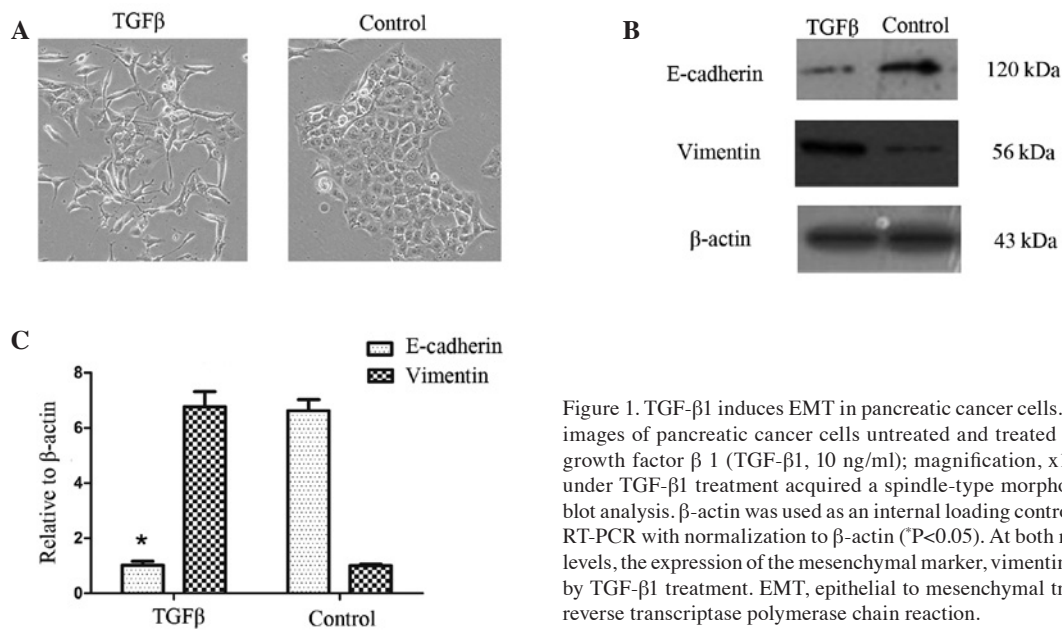 A
TGFβ Control
B
TGFβ Control
E-cadherin 120 kDa
Vimentin 56 kDa
β-actin 43 kDa
C
E-cadherin
Vimentin
Relative to β-actin
8
6
4
2
0
*
TGFβ Control
Figure 1. TGF-β1 induces EMT in pancreatic cancer cells.
images of pancreatic cancer cells untreated and treated
growth factor β 1 (TGF-β1, 10 ng/ml); magnification, x1
under TGF-β1 treatment acquired a spindle-type morpho
blot analysis. β-actin was used as an internal loading contro
RT-PCR with normalization to β-actin (*P<0.05). At both
levels, the expression of the mesenchymal marker, vimentin
by TGF-β1 treatment. EMT, epithelial to mesenchymal tr
reverse transcriptase polymerase chain reaction.